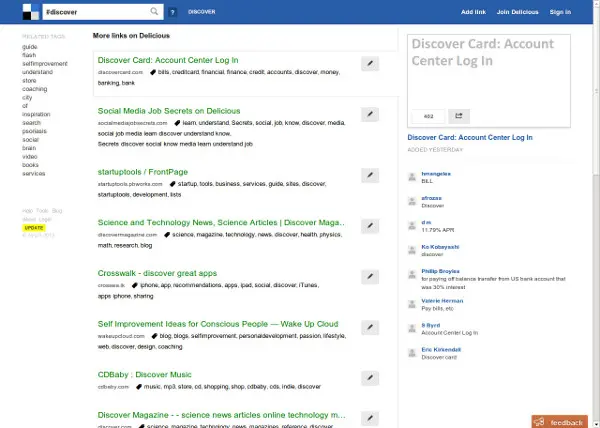 #discover
?
DISCOVER
Add link
Join Delicious
Sign in
RELATED TAGS
guide
flash
selfimprovement
understand
store
coaching
city
of
inspiration
search
psoriasis
social
brain
video
books
services
Help Tools Blog
About Legal
UPDATE
More links on Delicious
Discover Card: Account Center Log In
discovercard.com
bills, creditcard, financial, finance, credit, accounts, discover, money,
banking, bank
Social Media Job Secrets on Delicious
socialmediajobsecrets.com
learn, understand, Secrets, social, job, know, discover, media,
social job media learn discover understand know,
Secrets discover social know media learn understand job
startuptools / FrontPage
startuptools.pbworks.com
startup, tools, business, services, guide, sites, discover,
startuptools, development, lists
Science and Technology News, Science Articles | Discover Maga...
discovermagazine.com
science, magazine, technology, news, discover, health, physics,
math, research, blog
Crosswalk - discover great apps
crosswa.lk
iphone, app, recommendations, apps, ipad, social, discover, iTunes,
apps iphone, sharing
Self Improvement Ideas for Conscious People — Wake Up Cloud
wakeupcloud.com
blog, blogs, selfimprovement, personaldevelopment, passion, lifestyle,
web, discover, design, coaching
CDBaby : Discover Music
cdbaby.com
music, mp3, store, cd, shopping, shop, cdbaby, cds, indie, discover
Discover Magazine - - science news articles online technology m...
discover.com
science, magazine, technology, news, magazines, reference, discover,
Discover Card: Account
Center Log In
Discover Card: Account Center Log In
ADDED YESTERDAY
hmangelea
BILL
afrozae
Discover
d m
11.79% APR
Ko Kobayashi
discover
Phillip Broyles
for paying off balance transfer from US bank account that
was 30% interest
Valerie Herman
Pay bills, etc
S Byrd
Account Center Log In
Eric Kirkendall
Discover card
feedback